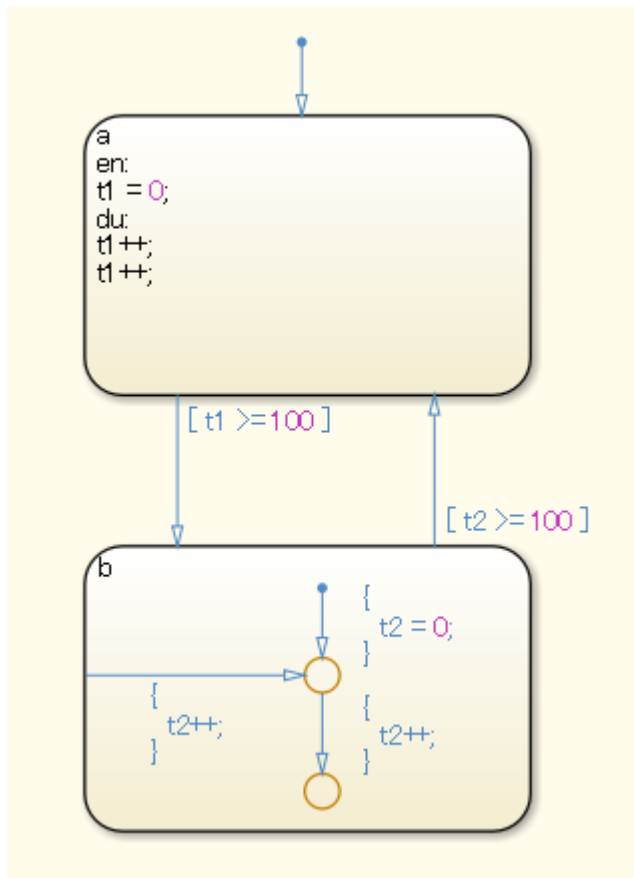 a
en:
t1 = 0;
du:
t1++;
t1++;
[ t1 >=100 ]
[ t2 >=100 ]
b
{
t2 = 0;
}
{
t2++;
}
{
t2++;
}